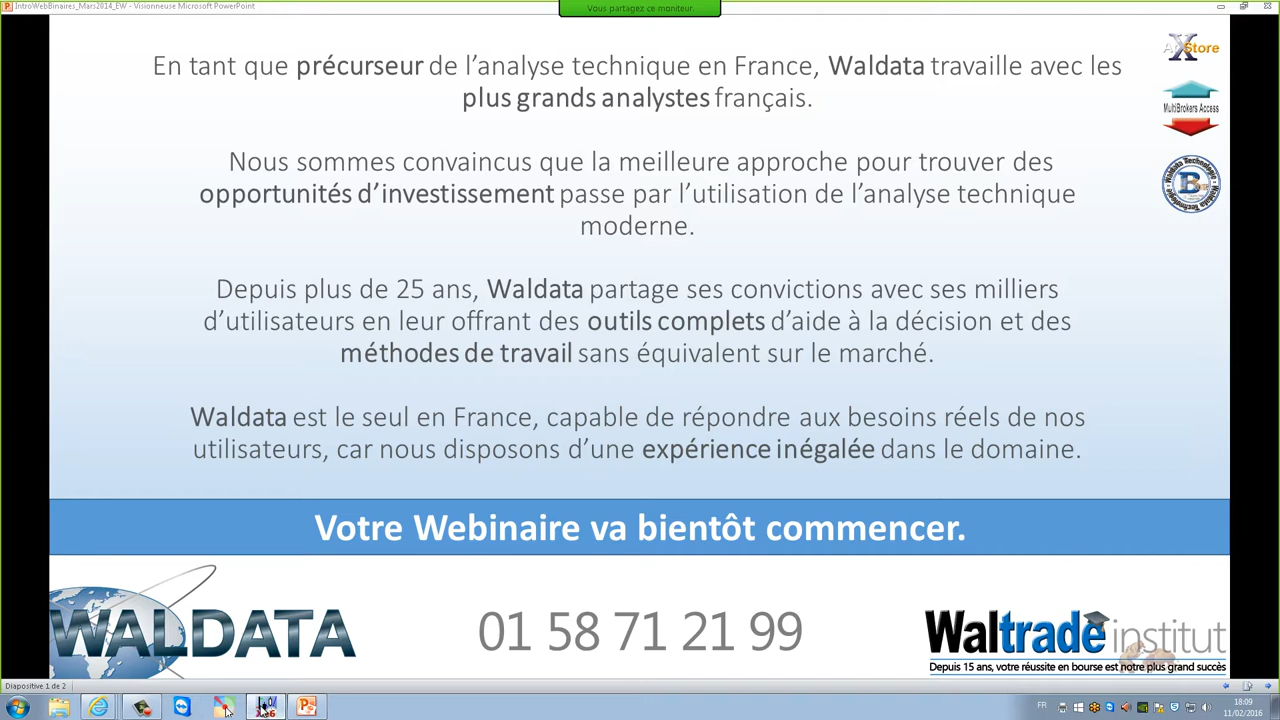 IntroWebBinaires_Mars2014_EW - Visionneuse Microsoft PowerPoint
Vous partagez ce moniteur.
En tant que précurseur de l'analyse technique en France, Waldata travaille avec les
plus grands analystes français.
Nous sommes convaincus que la meilleure approche pour trouver des
opportunités d'investissement passe par l'utilisation de l'analyse technique
moderne.
Depuis plus de 25 ans, Waldata partage ses convictions avec ses milliers
d'utilisateurs en leur offrant des outils complets d'aide à la décision et des
méthodes de travail sans équivalent sur le marché.
Waldata est le seul en France, capable de répondre aux besoins réels de nos
utilisateurs, car nous disposons d'une expérience inégalée dans le domaine.
Store
MultiBrokers Access
Votre Webinaire va bientôt commencer.
WALDATA
01 58 71 21 99
Waltrade institut
Depuis 15 ans, votre réussite en bourse est notre plus grand succès
Diapositive 1 de 2
FR
18:09
11/02/2016